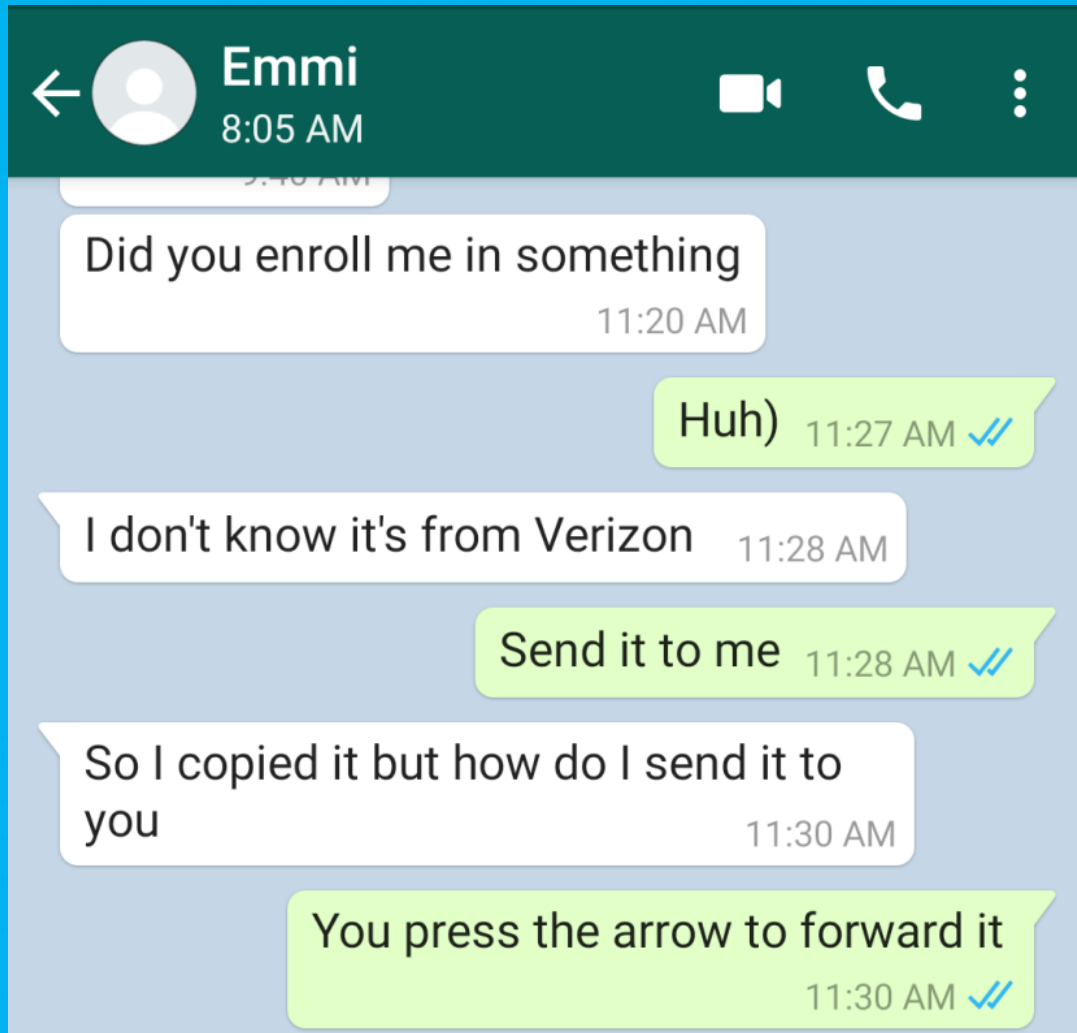 Emmi
8:05 AM
Did you enroll me in something
11:20 AM
Huh) 11:27 AM
I don't know it's from Verizon 11:28 AM
Send it to me 11:28 AM
So I copied it but how do I send it to
you 11:30 AM
You press the arrow to forward it
11:30 AM